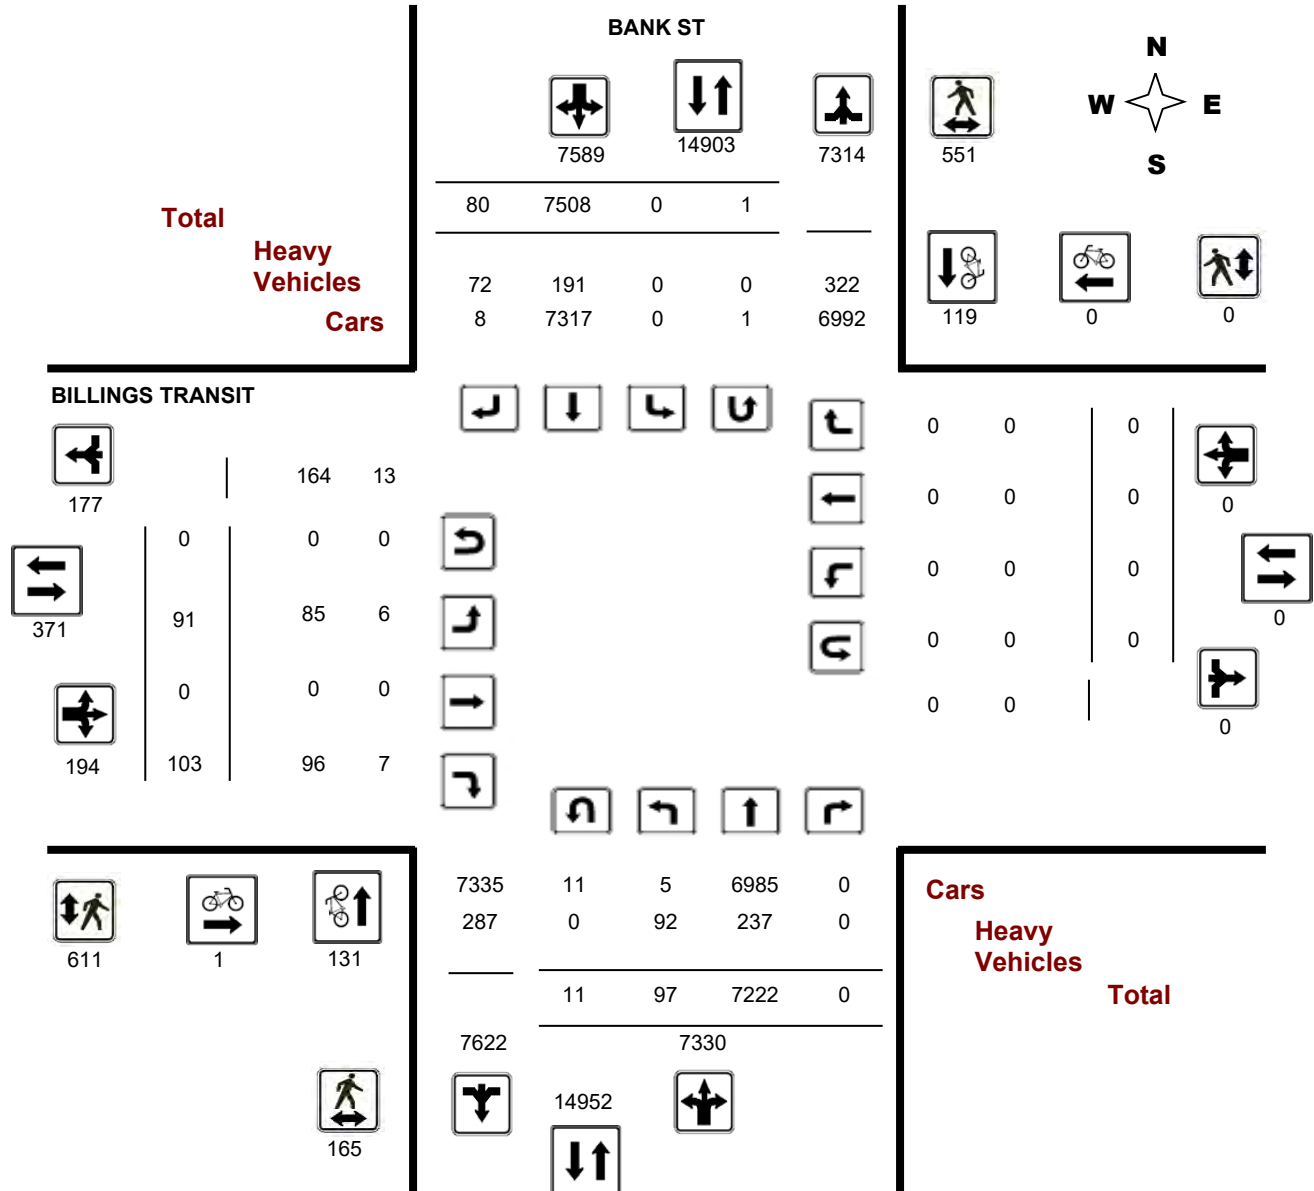 BANK ST
N
W E
S
7589 14903 7314 551
80 7508 0 1
Total
Heavy
Vehicles 72 191 0 0 322
Cars 8 7317 0 1 6992
119 0 0
BILLINGS TRANSIT
0 0 0
164 13
177
0 0 0 0
0 0 0
371
91 85 6
0 0 0
0
0 0 0
0 0 0
0 0
0
194 103 96 7
7335 11 5 6985 0
Cars
287 0 92 237 0
Heavy
Vehicles
611 1 131
11 97 7222 0
Total
7622 7330
14952
165